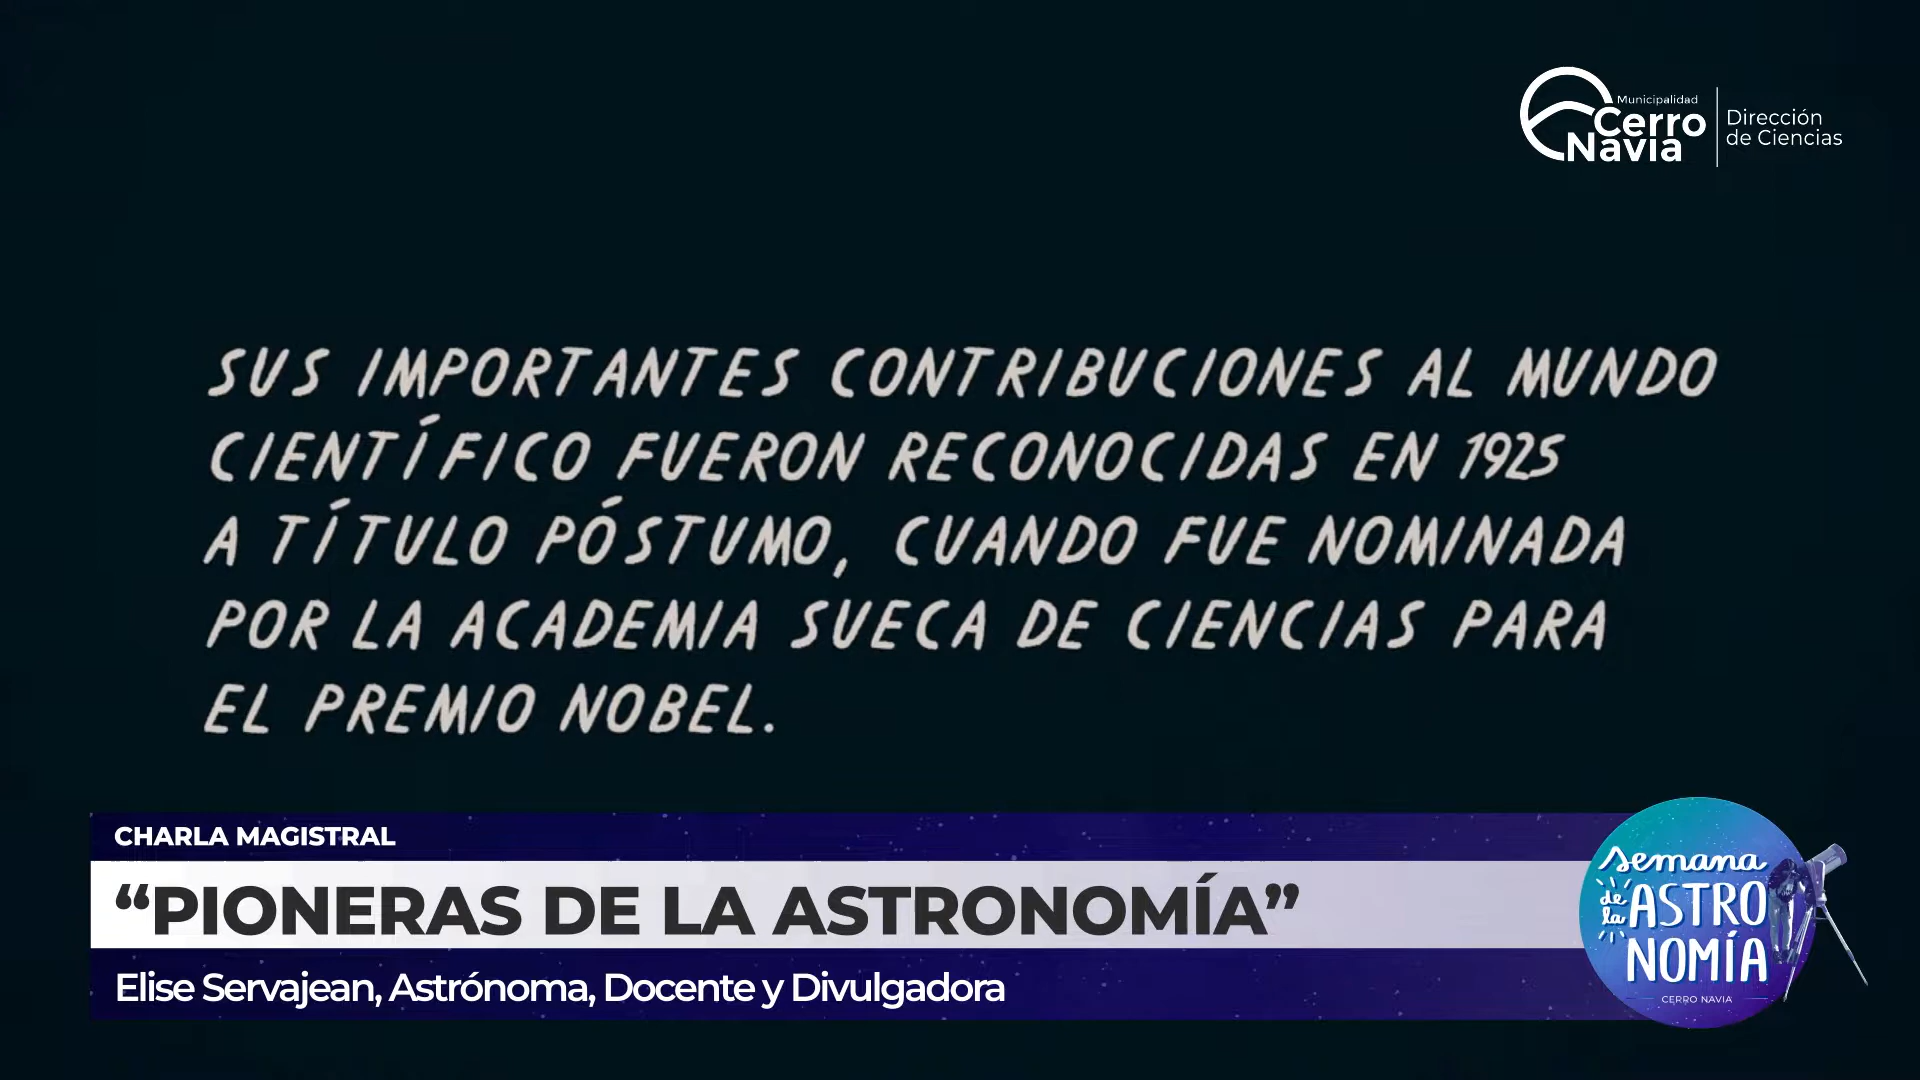 Municipalidad
Cerro
Navia
Dirección
de Ciencias
SUS IMPORTANTES CONTRIBUCIONES AL MUNDO
CIENTÍFICO FUERON RECONOCIDAS EN 1925
A TÍTULO PÓSTUMO, CUANDO FUE NOMINADA
POR LA ACADEMIA SUECA DE CIENCIAS PARA
EL PREMIO NOBEL.
CHARLA MAGISTRAL
“PIONERAS DE LA ASTRONOMÍA”
Elise Servajean, Astrónoma, Docente y Divulgadora
Semana
de la
ASTRO
NOMÍA
CERRO NAVIA